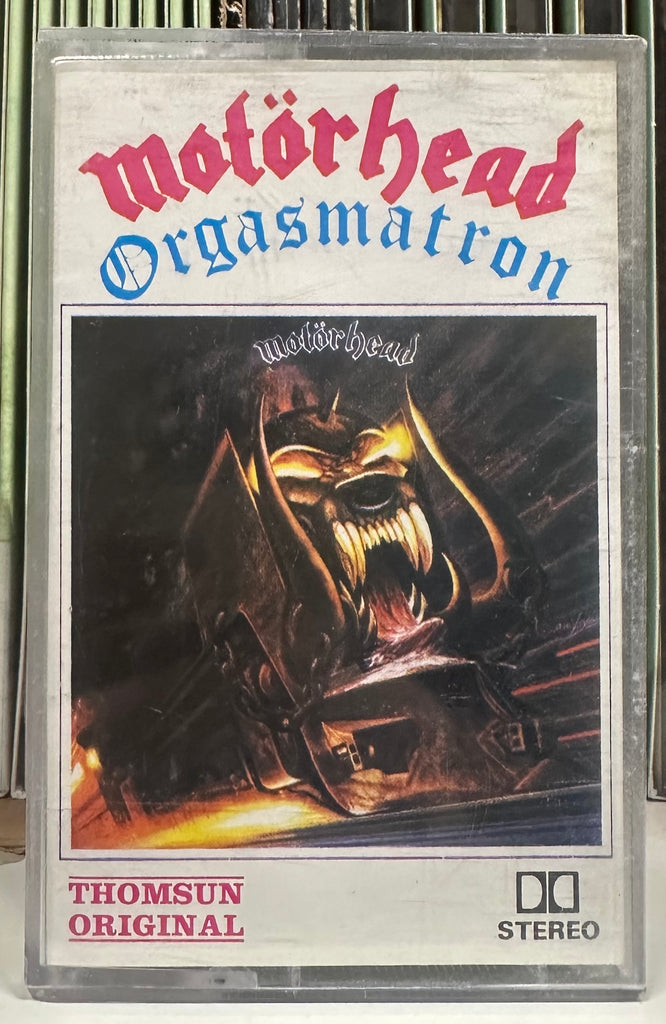 motörhead
Orgasmatron
motörhead
THOMSUN
ORIGINAL
STEREO